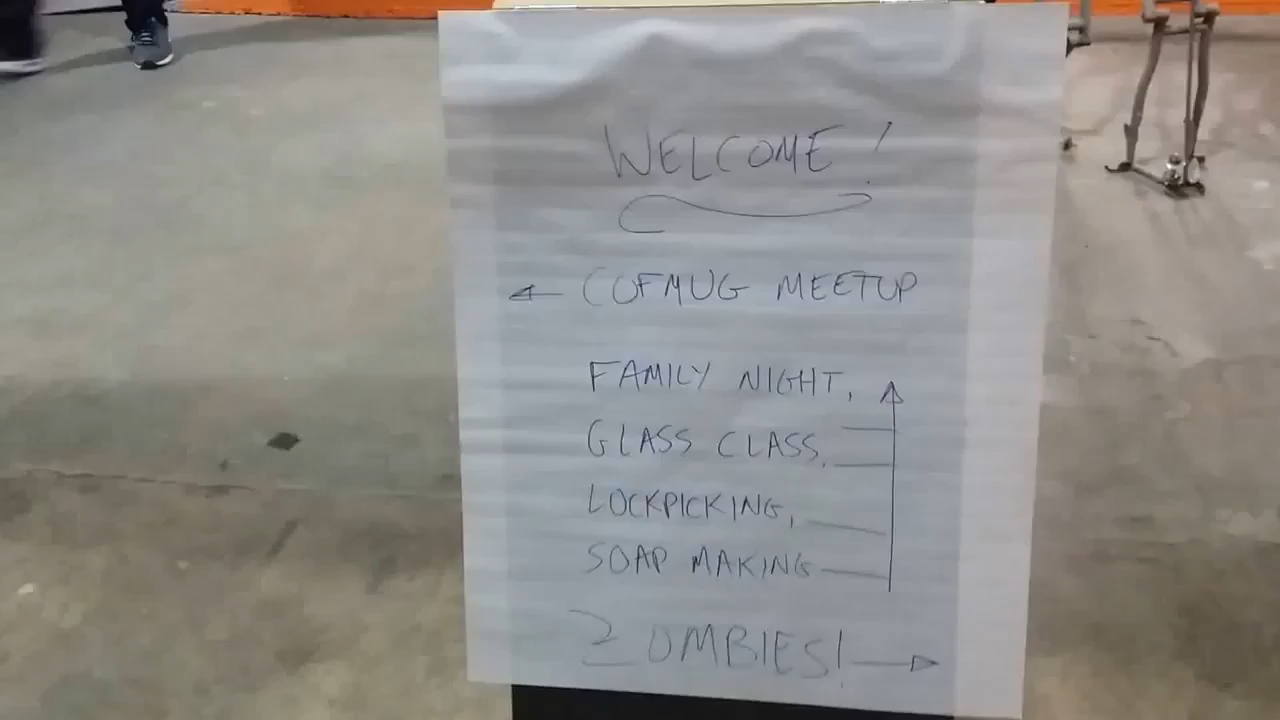 WELCOME!
← COFMUG MEETUP
FAMILY NIGHT,
GLASS CLASS,
LOCKPICKING,
SOAP MAKING
ZOMBIES! →